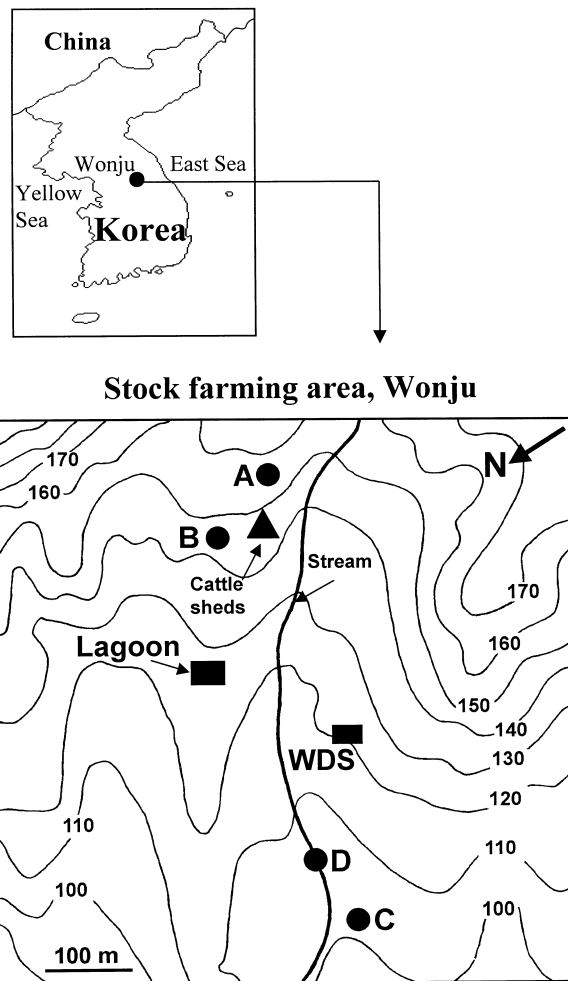 China
Wonju
East Sea
Yellow
Sea
Korea
Stock farming area, Wonju
170
160
A
N
B
Cattle
sheds
Stream
170
Lagoon
160
150
140
130
WDS
120
110
110
D
100
C
100
100 m